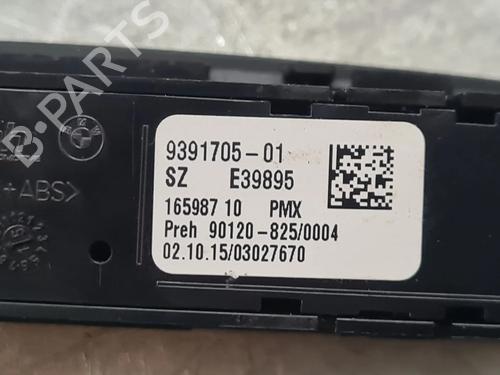 9391705-01
SZ E39895
165987 10 PMX
Preh 90120-825/0004
02.10.15/03027670
+ABS>
B-PARTS